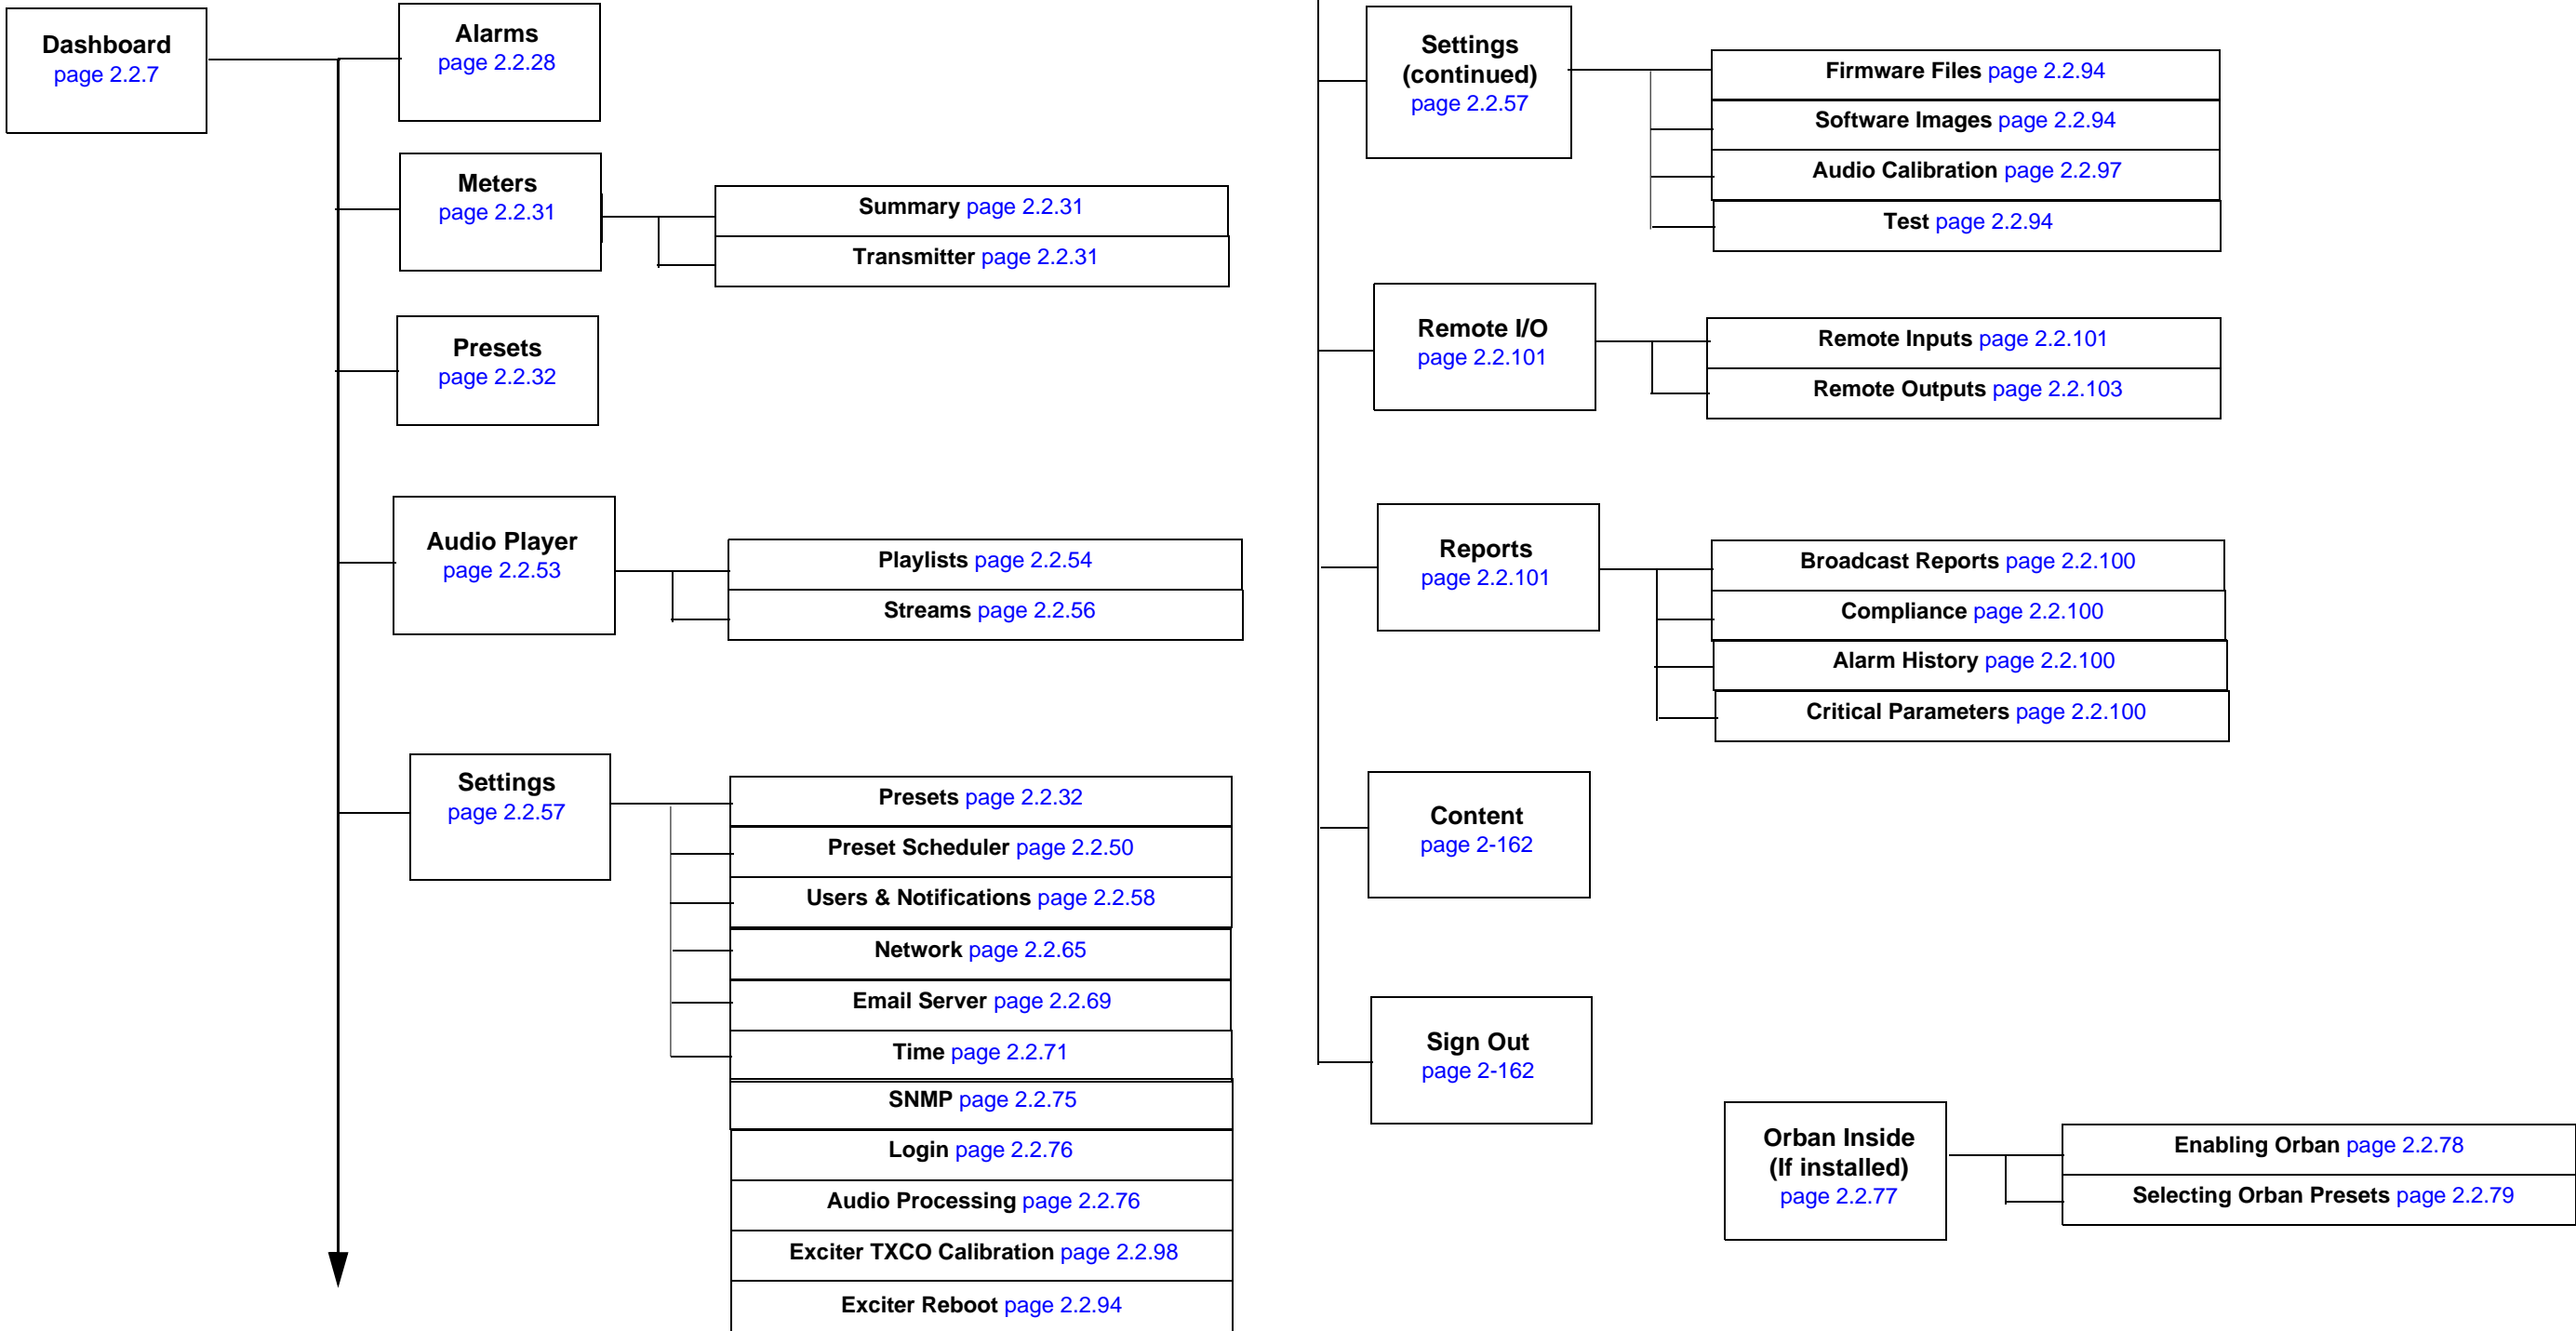 Dashboard
page 2.2.7
Alarms
page 2.2.28
Meters
page 2.2.31
Summary page 2.2.31
Transmitter page 2.2.31
Presets
page 2.2.32
Audio Player
page 2.2.53
Playlists page 2.2.54
Streams page 2.2.56
Settings
page 2.2.57
Presets page 2.2.32
Preset Scheduler page 2.2.50
Users & Notifications page 2.2.58
Network page 2.2.65
Email Server page 2.2.69
Time page 2.2.71
SNMP page 2.2.75
Login page 2.2.76
Audio Processing page 2.2.76
Exciter TXCO Calibration page 2.2.98
Exciter Reboot page 2.2.94
Settings
(continued)
page 2.2.57
Firmware Files page 2.2.94
Software Images page 2.2.94
Audio Calibration page 2.2.97
Test page 2.2.94
Remote I/O
page 2.2.101
Remote Inputs page 2.2.101
Remote Outputs page 2.2.103
Reports
page 2.2.101
Broadcast Reports page 2.2.100
Compliance page 2.2.100
Alarm History page 2.2.100
Critical Parameters page 2.2.100
Content
page 2-162
Sign Out
page 2-162
Orban Inside
(If installed)
page 2.2.77
Enabling Orban page 2.2.78
Selecting Orban Presets page 2.2.79